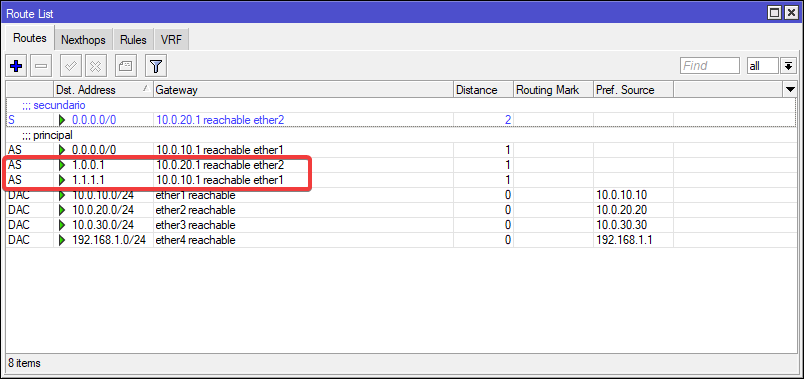 Route List
Routes Nexthops Rules VRF
Find all
Dst. Address Gateway Distance Routing Mark Pref. Source
;;; secundario
S 0.0.0.0/0 10.0.20.1 reachable ether2 2
;;; principal
AS 0.0.0.0/0 10.0.10.1 reachable ether1 1
AS 1.0.0.1 10.0.20.1 reachable ether2 1
AS 1.1.1.1 10.0.10.1 reachable ether1 1
DAC 10.0.10.0/24 ether1 reachable 0 10.0.10.10
DAC 10.0.20.0/24 ether2 reachable 0 10.0.20.20
DAC 10.0.30.0/24 ether3 reachable 0 10.0.30.30
DAC 192.168.1.0/24 ether4 reachable 0 192.168.1.1
8 items